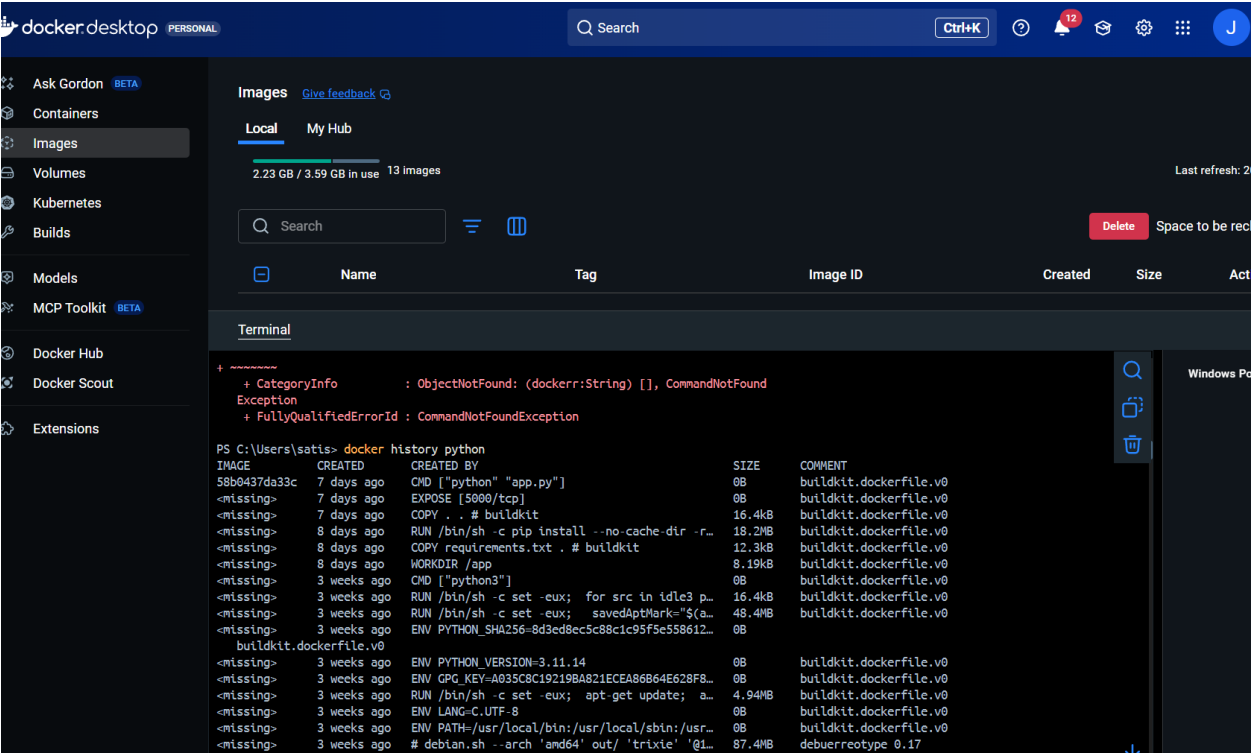 docker.desktop PERSONAL
Search
Ctrl+K
12
J
Ask Gordon BETA
Containers
Images
Volumes
Kubernetes
Builds
Models
MCP Toolkit BETA
Docker Hub
Docker Scout
Extensions
Images Give feedback
Local My Hub
2.23 GB / 3.59 GB in use 13 images
Last refresh: 2
Search
Delete Space to be recl
Name Tag Image ID Created Size Act
Terminal
Windows Po
+ ~~~~~~~
+ CategoryInfo : ObjectNotFound: (dockerr:String) [], CommandNotFound
Exception
+ FullyQualifiedErrorId : CommandNotFoundException
PS C:\Users\satis> docker history python
IMAGE CREATED CREATED BY SIZE COMMENT
58b0437da33c 7 days ago CMD ["python" "app.py"] 0B buildkit.dockerfile.v0
<missing> 7 days ago EXPOSE [5000/tcp] 0B buildkit.dockerfile.v0
<missing> 7 days ago COPY . . # buildkit 16.4kB buildkit.dockerfile.v0
<missing> 8 days ago RUN /bin/sh -c pip install --no-cache-dir -r… 18.2MB buildkit.dockerfile.v0
<missing> 8 days ago COPY requirements.txt . # buildkit 12.3kB buildkit.dockerfile.v0
<missing> 8 days ago WORKDIR /app 8.19kB buildkit.dockerfile.v0
<missing> 3 weeks ago CMD ["python3"] 0B buildkit.dockerfile.v0
<missing> 3 weeks ago RUN /bin/sh -c set -eux; for src in idle3 p… 16.4kB buildkit.dockerfile.v0
<missing> 3 weeks ago RUN /bin/sh -c set -eux; savedAptMark="$(a… 48.4MB buildkit.dockerfile.v0
<missing> 3 weeks ago ENV PYTHON_SHA256=8d3ed8ec5c88c1c95f5e558612… 0B
buildkit.dockerfile.v0
<missing> 3 weeks ago ENV PYTHON_VERSION=3.11.14 0B buildkit.dockerfile.v0
<missing> 3 weeks ago ENV GPG_KEY=A035C8C19219BA821ECEA86B64E628F8… 0B buildkit.dockerfile.v0
<missing> 3 weeks ago RUN /bin/sh -c set -eux; apt-get update; a… 4.94MB buildkit.dockerfile.v0
<missing> 3 weeks ago ENV LANG=C.UTF-8 0B buildkit.dockerfile.v0
<missing> 3 weeks ago ENV PATH=/usr/local/bin:/usr/local/sbin:/usr… 0B buildkit.dockerfile.v0
<missing> 3 weeks ago # debian.sh --arch 'amd64' out/ 'trixie' '@1… 87.4MB debuerreotype 0.17